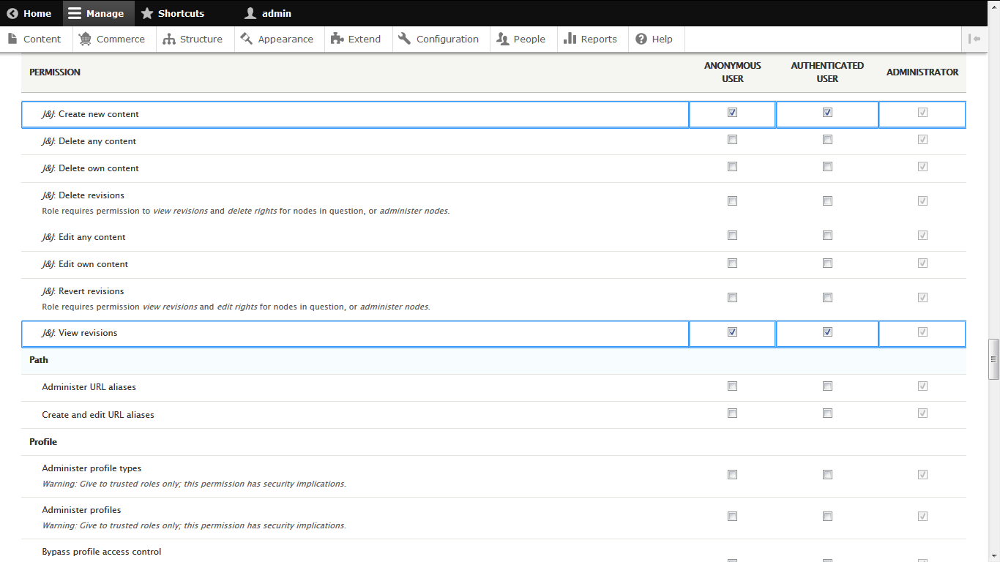 Home Manage Shortcuts admin
Content Commerce Structure Appearance Extend Configuration People Reports Help
PERMISSION ANONYMOUS USER AUTHENTICATED USER ADMINISTRATOR
J&J: Create new content
J&J: Delete any content
J&J: Delete own content
J&J: Delete revisions
Role requires permission to view revisions and delete rights for nodes in question, or administer nodes.
J&J: Edit any content
J&J: Edit own content
J&J: Revert revisions
Role requires permission view revisions and edit rights for nodes in question, or administer nodes.
J&J: View revisions
Path
Administer URL aliases
Create and edit URL aliases
Profile
Administer profile types
Warning: Give to trusted roles only; this permission has security implications.
Administer profiles
Warning: Give to trusted roles only; this permission has security implications.
Bypass profile access control